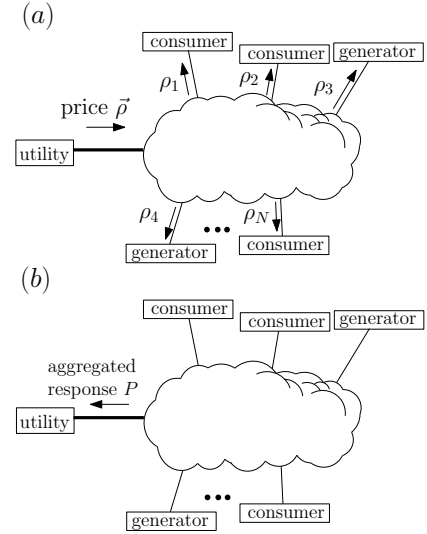 (a)
consumer
consumer
generator
ρ₁
ρ₂
ρ₃
price ρ⃗
utility
ρ₄
•••
ρ_N
generator
consumer
(b)
consumer
consumer
generator
aggregated
response P
utility
•••
generator
consumer